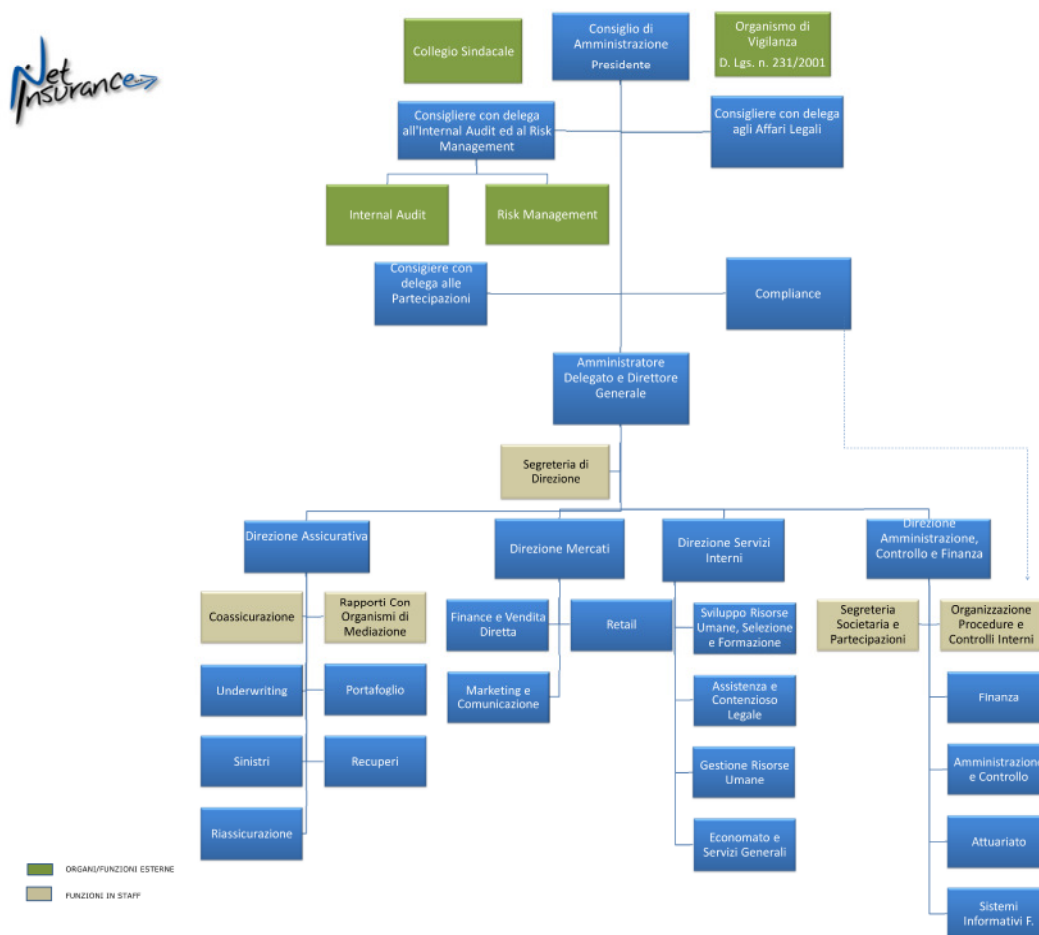 Net
Insurance
Collegio Sindacale
Consiglio di
Amministrazione
Presidente
Organismo di
Vigilanza
D. Lgs. n. 231/2001
Consigliere con delega
all'Internal Audit ed al Risk
Management
Consigliere con delega
agli Affari Legali
Internal Audit
Risk Management
Consigiere con
delega alle
Partecipazioni
Compliance
Amministratore
Delegato e Direttore
Generale
Segreteria di
Direzione
Direzione Assicurativa
Direzione Mercati
Direzione Servizi
Interni
Direzione
Amministrazione,
Controllo e Finanza
Coassicurazione
Rapporti Con
Organismi di
Mediazione
Finance e Vendita
Diretta
Retail
Sviluppo Risorse
Umane, Selezione
e Formazione
Segreteria
Societaria e
Partecipazioni
Organizzazione
Procedure e
Controlli Interni
Underwriting
Portafoglio
Marketing e
Comunicazione
Assistenza e
Contenzioso
Legale
FInanza
Sinistri
Recuperi
Gestione Risorse
Umane
Amministrazione
e Controllo
Riassicurazione
Economato e
Servizi Generali
Attuariato
Sistemi
Informativi F.
ORGANI/FUNZIONI ESTERNE
FUNZIONI IN STAFF